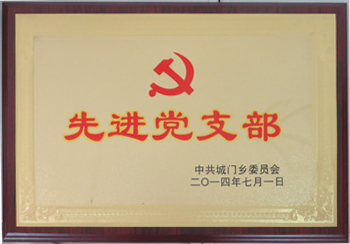 先进党支部
中共城门乡委员会
二〇一四年七月一日